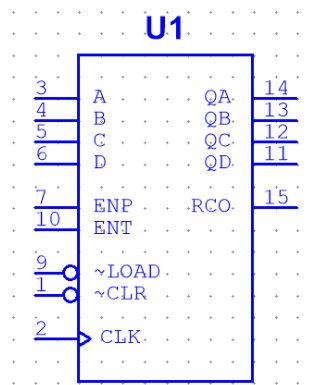 U1
3 A QA 14
4 B QB 13
5 C QC 12
6 D QD 11
7 ENP RCO 15
10 ENT
9 ~LOAD
1 ~CLR
2 CLK